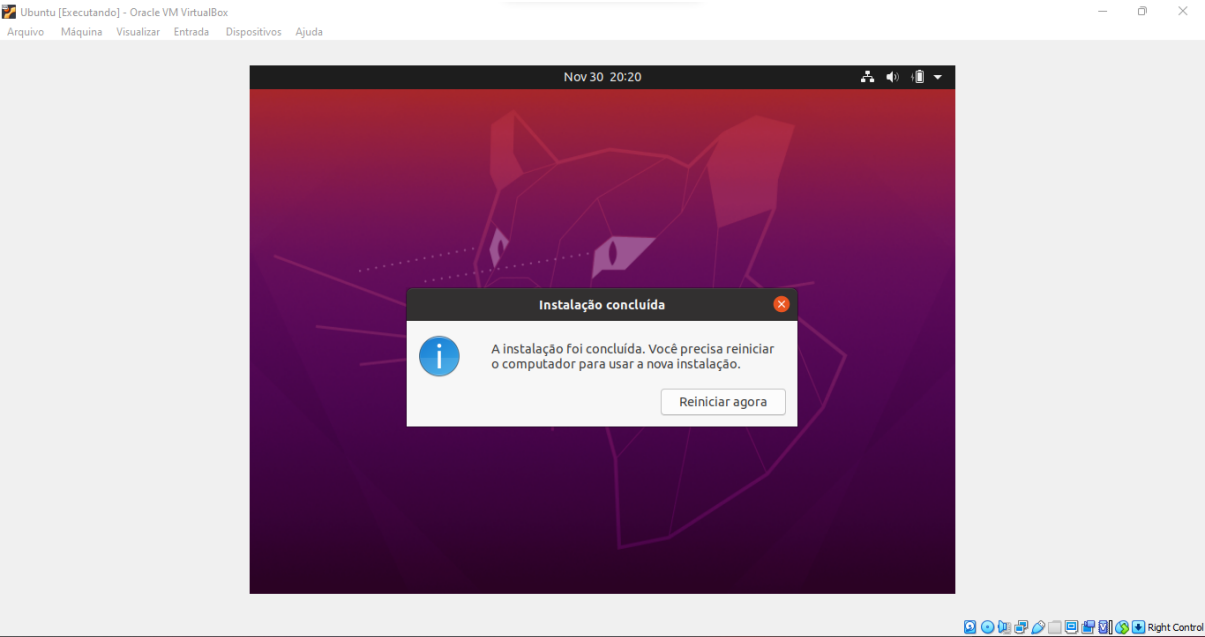 Ubuntu [Executando] - Oracle VM VirtualBox
Arquivo Máquina Visualizar Entrada Dispositivos Ajuda
Nov 30 20:20
Instalação concluída
A instalação foi concluída. Você precisa reiniciar
o computador para usar a nova instalação.
Reiniciar agora
Right Control